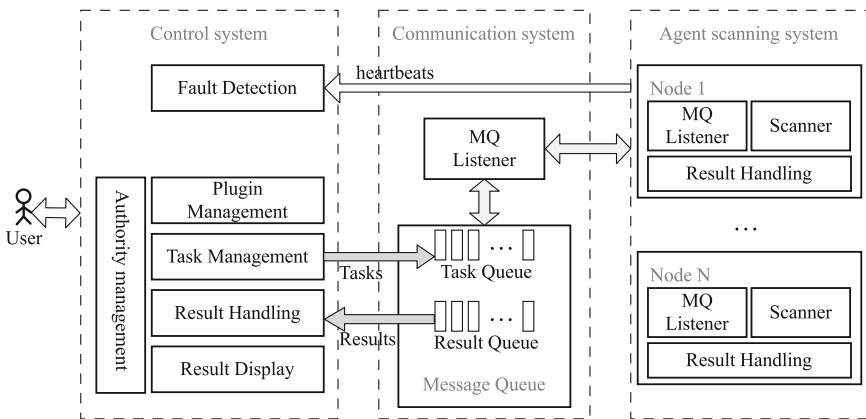 Control system
Communication system
Agent scanning system
Fault Detection
heartbeats
Node 1
MQ
Listener
Scanner
Result Handling
MQ
Listener
User
Authority management
Plugin
Management
Task Management
Tasks
...
Task Queue
...
Result Handling
Results
...
Result Queue
Result Display
Message Queue
Node N
MQ
Listener
Scanner
Result Handling